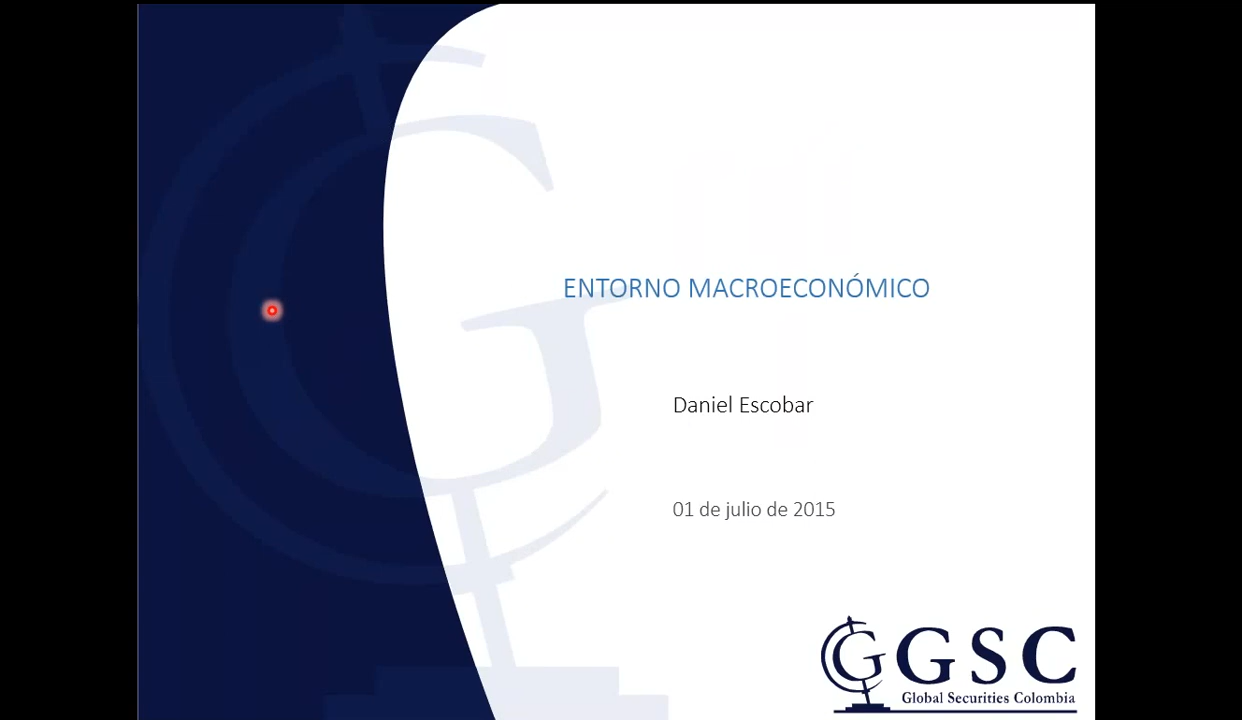 ENTORNO MACROECONÓMICO
Daniel Escobar
01 de julio de 2015
G GSC
Global Securities Colombia